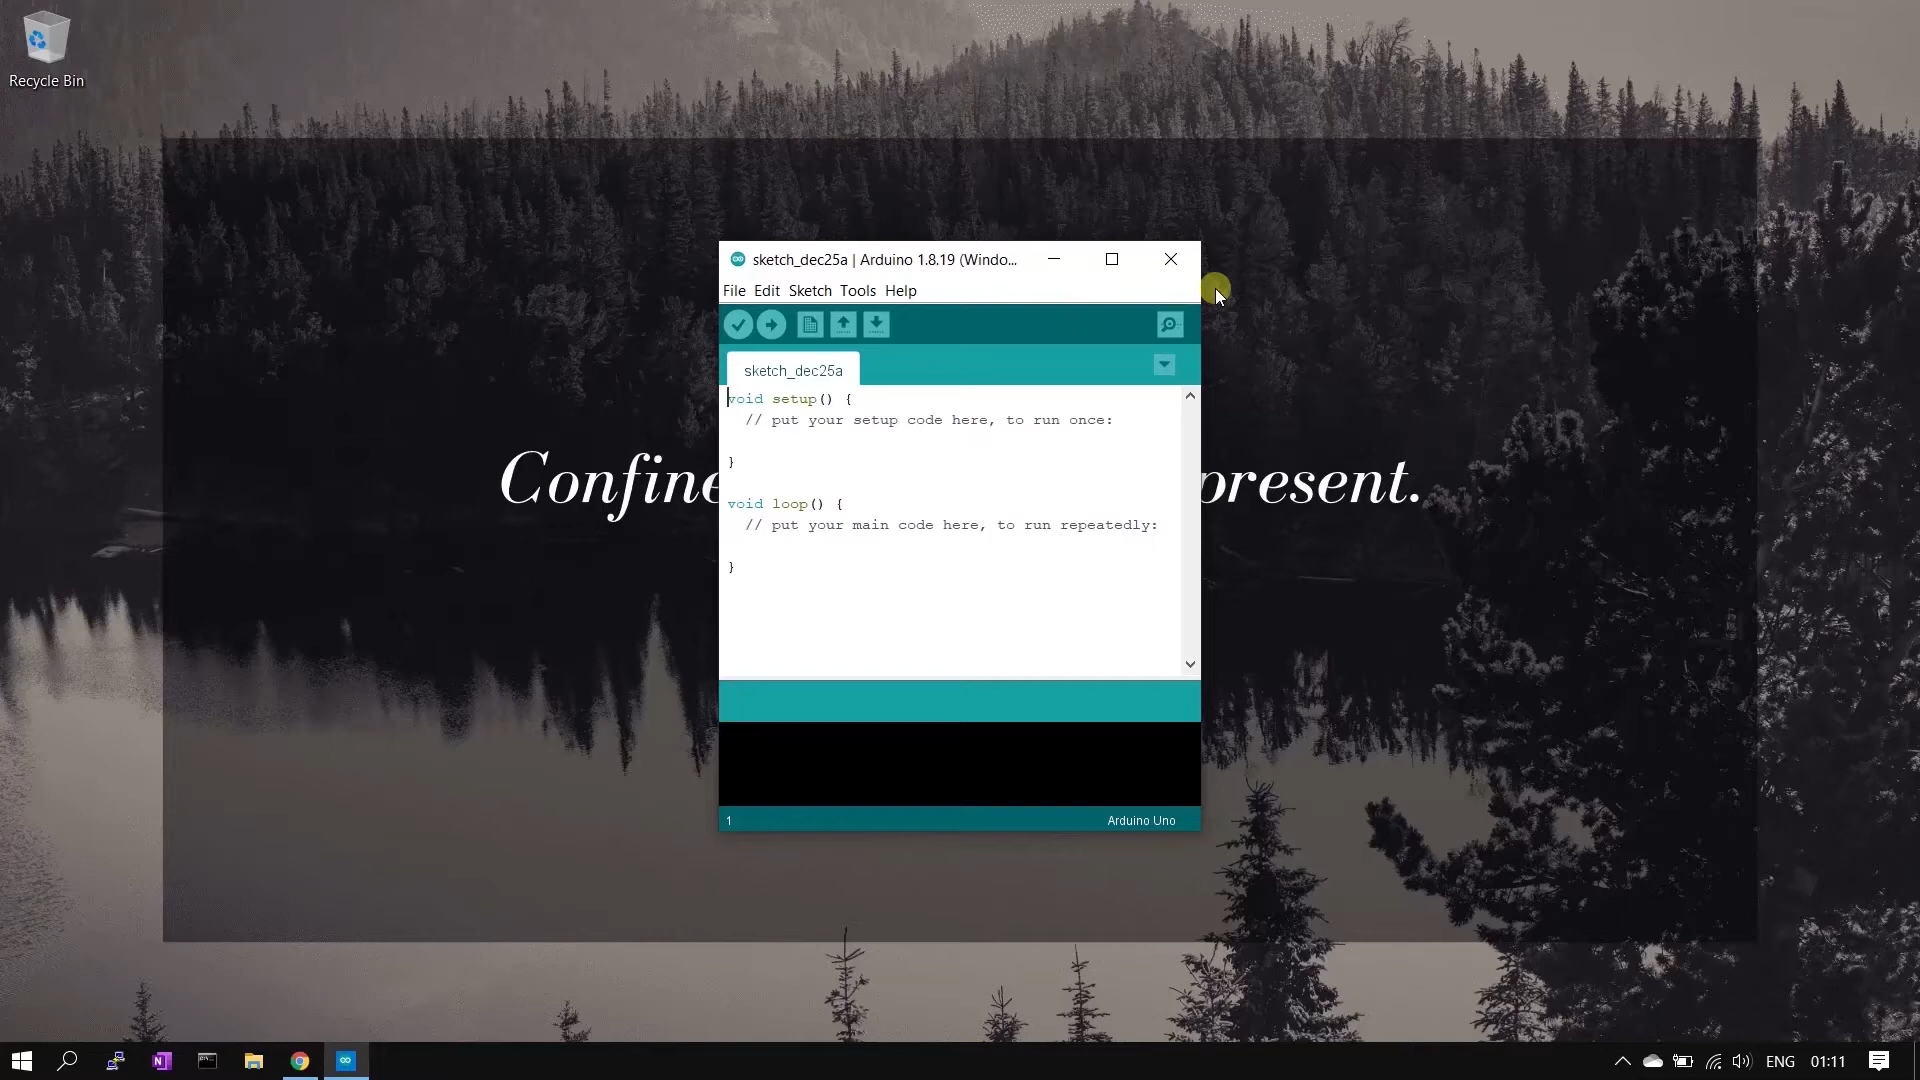 Recycle Bin
sketch_dec25a | Arduino 1.8.19 (Windo...
File Edit Sketch Tools Help
sketch_dec25a
void setup() {
// put your setup code here, to run once:
}
void loop() {
// put your main code here, to run repeatedly:
}
Confine present.
1 Arduino Uno
ENG 01:11